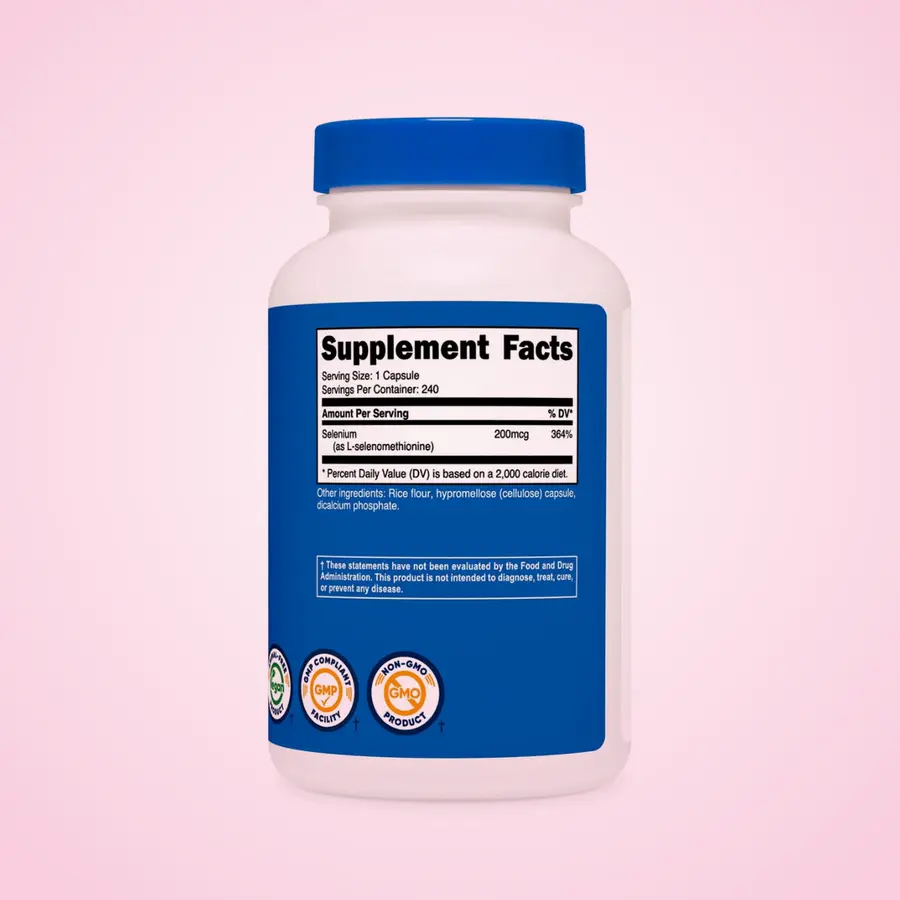 Supplement Facts
Serving Size: 1 Capsule
Servings Per Container: 240
Amount Per Serving % DV*
Selenium 200mcg 364%
(as L-selenomethionine)
* Percent Daily Value (DV) is based on a 2,000 calorie diet.
Other ingredients: Rice flour, hypromellose (cellulose) capsule,
dicalcium phosphate.
† These statements have not been evaluated by the Food and Drug
Administration. This product is not intended to diagnose, treat, cure,
or prevent any disease.
GMP COMPLIANT
GMP
FACILITY
†
NON-GMO
GMO
PRODUCT
†